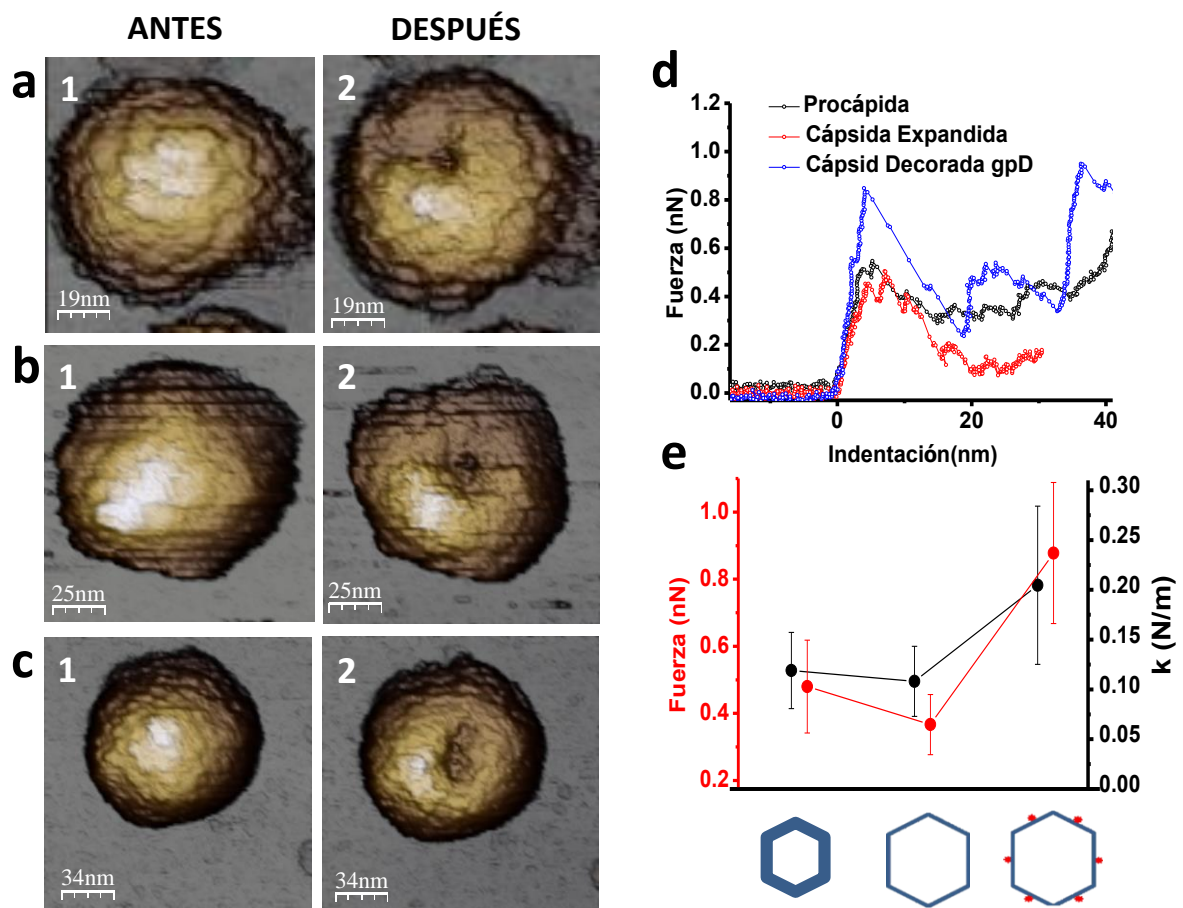 ANTES
DESPUÉS
a
1
19nm
2
19nm
b
1
25nm
2
25nm
c
1
34nm
2
34nm
d
Procápida
Cápsida Expandida
Cápsid Decorada gpD
Fuerza (nN)
1.2
1.0
0.8
0.6
0.4
0.2
0.0
0
20
40
Indentación(nm)
e
Fuerza (nN)
1.0
0.8
0.6
0.4
0.2
k (N/m)
0.30
0.25
0.20
0.15
0.10
0.05
0.00